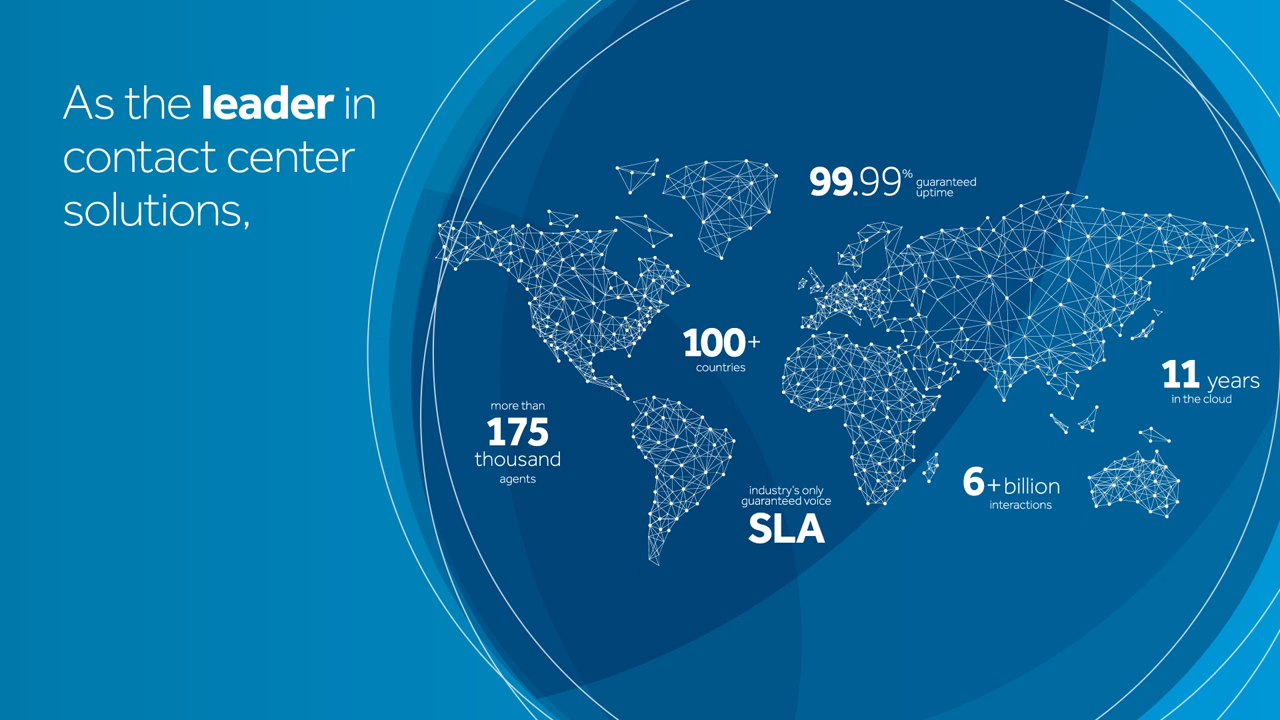 As the leader in
contact center
solutions,
99.99% guaranteed
uptime
100+
countries
11 years
in the cloud
more than
175
thousand
agents
6+billion
interactions
industry's only
guaranteed voice
SLA